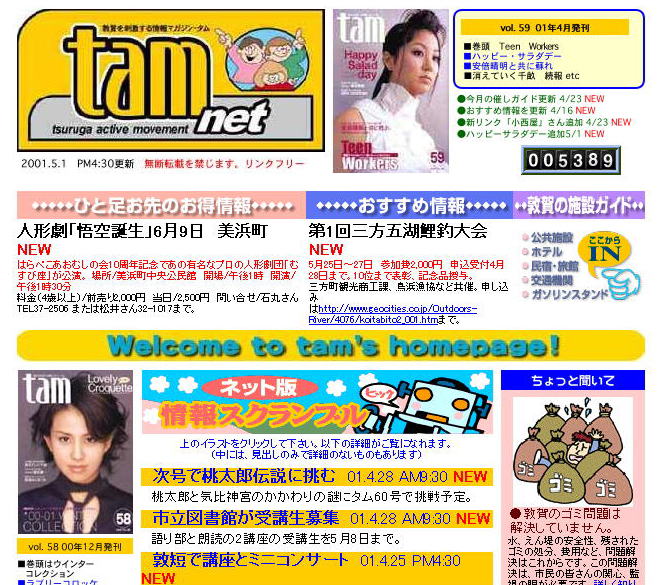 敦賀を刺激する情報マガジン・タム
tam
net
tsuruga active movement
2001.5.1 PM4:30更新 無断転載を禁じます。リンクフリー
tam
Happy
Salad
day
Teen
Workers
59
vol. 59 01年4月発刊
■巻頭 Teen Workers
■ハッピー・サラダデー
■安倍晴明と共に蘇れ
■消えていく千畝 続報 etc
●今月の催しガイド更新 4/23 NEW
●おすすめ情報を更新 4/16 NEW
●新リンク「小西屋」さん追加 4/23 NEW
●ハッピーサラダデー追加5/1 NEW
005389
◆◆◆◆◆ひと足お先のお得情報◆◆◆◆◆
人形劇「悟空誕生」6月9日 美浜町
NEW
はらぺこあおむしの会10周年記念であの有名なプロの人形劇団「む
すび座」が公演。場所/美浜町中央公民館 開場/午後1時 開演/
午後1時30分
料金(4歳以上)/前売り2,000円 当日/2,500円 問い合せ/石丸さん
TEL37-2506 または松井さん32-1017まで。
◆◆◆◆◆おすすめ情報◆◆◆◆◆
第1回三方五湖鯉釣大会
NEW
5月25日～27日 参加費2,000円 申込受付4月
28日まで。10位まで表彰、記念品授与。
三方町観光商工課、鳥浜漁協など共催。申し込
みはhttp://www.geocities.co.jp/Outdoors-
River/4076/koitabito2_001.htmまで。
◆敦賀の施設ガイド◆
公共施設
ホテル
民宿・旅館
交通機関
ガソリンスタンド
ここから
IN
Welcome to tam's homepage!
tam
Lovely
Croquette
'00-01 WINTER
COLLECTION
58
vol. 58 00年12月発刊
■巻頭はウインター
コレクション
■ラブリーコロッケ
ネット版
情報スクランブル
ヒック
上のイラストをクリックして下さい。以下の詳細がご覧になれます。
(中には、見出しのみで詳細のないものもあります)
次号で桃太郎伝説に挑む 01.4.28 AM9:30 NEW
桃太郎と気比神宮のかかわりの謎にタム60号で挑戦予定。
市立図書館が受講生募集 01.4.28 AM9:30 NEW
語り部と朗読の2講座の受講生を5月8日まで。
敦短で講座とミニコンサート 01.4.25 PM4:30
NEW
ちょっと聞いて
ゴミ
ゴミ
ゴミ
●敦賀のゴミ問題は
解決していません。
水、えん堤の安全性、残された
ゴミの処分、費用など、問題解
決はこれからです。この問題解
決は、市民の皆さんの関心、監